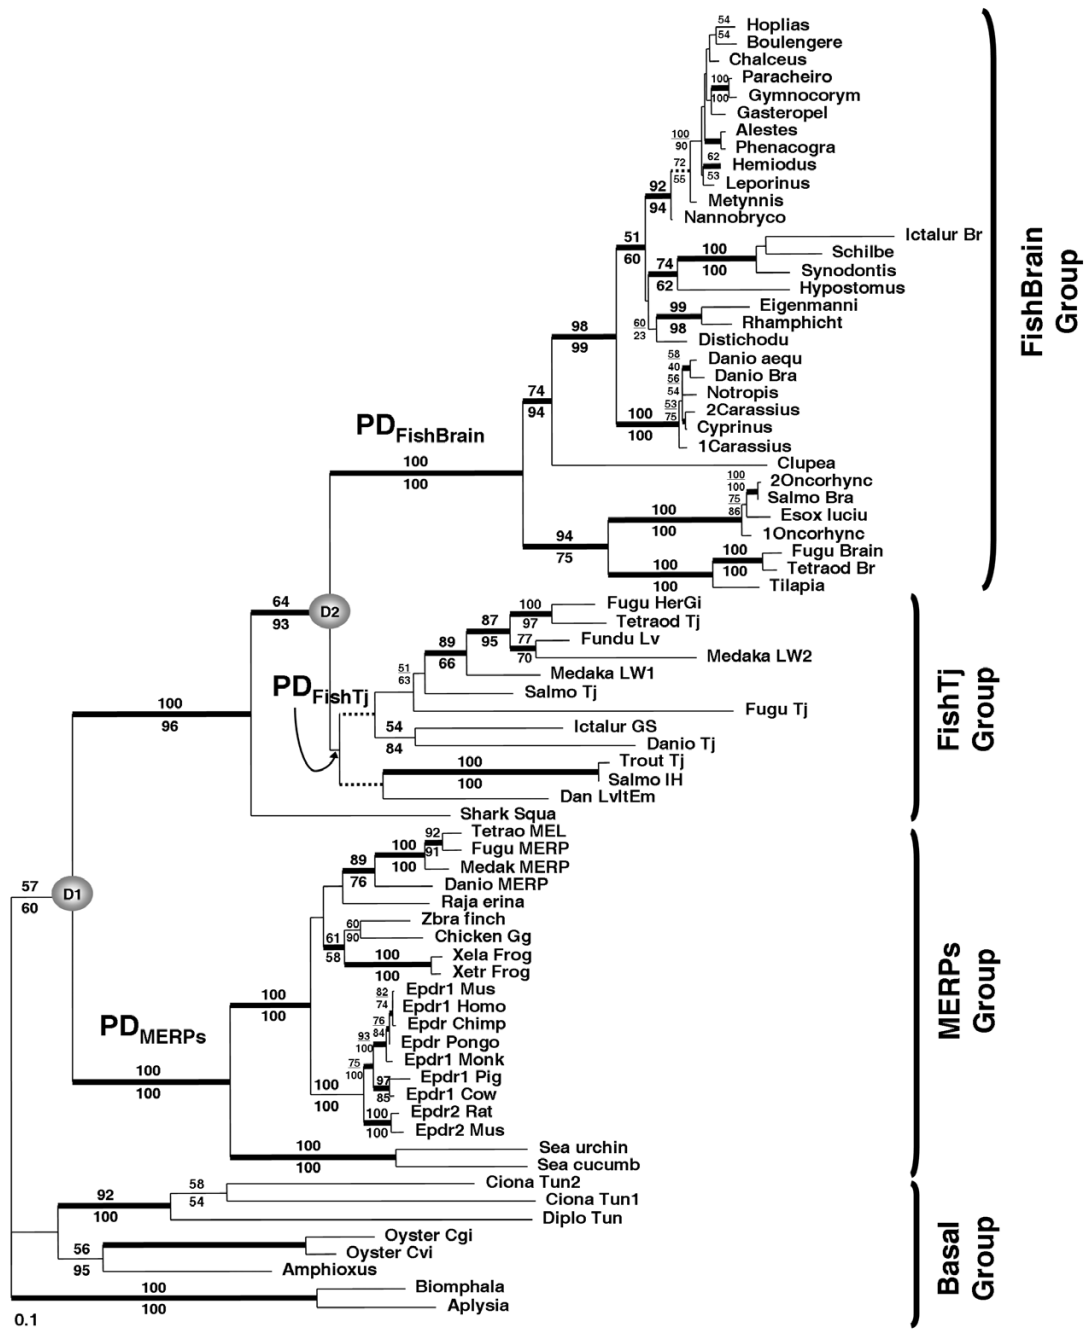 54
Hoplias
54
Boulengere
Chalceus
Paracheiro
100
100
Gymnocorym
Gasteropel
Alestes
100
90
Phenacogra
62
Hemiodus
72
55
53
Leporinus
92
94
Metynnis
Nannobryco
Ictalur Br
51
60
100
100
Schilbe
74
62
Synodontis
Hypostomus
99
98
Eigenmanni
60
23
Rhamphicht
98
99
Distichodu
58
40
Danio aequ
56
Danio Bra
54
Notropis
53
75
2Carassius
100
100
Cyprinus
1Carassius
74
94
PD FishBrain
100
100
Clupea
100
100
2Oncorhync
75
86
Salmo Bra
100
100
Esox luciu
1Oncorhync
94
75
100
100
Fugu Brain
100
100
Tetraod Br
Tilapia
FishBrain
Group
64
93
D2
100
97
Fugu HerGi
87
95
Tetraod Tj
77
70
Fundu Lv
89
66
Medaka LW2
51
63
Medaka LW1
PD FishTj
Salmo Tj
Fugu Tj
100
96
54
84
Ictalur GS
Danio Tj
100
100
Trout Tj
Salmo IH
Dan LvltEm
Shark Squa
FishTj
Group
92
91
Tetrao MEL
100
100
Fugu MERP
89
76
Medak MERP
57
60
D1
Danio MERP
Raja erina
60
90
Zbra finch
61
58
Chicken Gg
100
100
Xela Frog
Xetr Frog
100
100
82
74
Epdr1 Mus
Epdr1 Homo
76
84
Epdr Chimp
PD MERPs
93
100
Epdr Pongo
75
100
Epdr1 Monk
100
100
97
85
Epdr1 Pig
100
100
Epdr1 Cow
100
100
Epdr2 Rat
Epdr2 Mus
100
100
Sea urchin
Sea cucumb
MERPs
Group
92
100
58
54
Ciona Tun2
Ciona Tun1
Diplo Tun
56
95
Oyster Cgi
Oyster Cvi
Amphioxus
100
100
Biomphala
Aplysia
Basal
Group
0.1